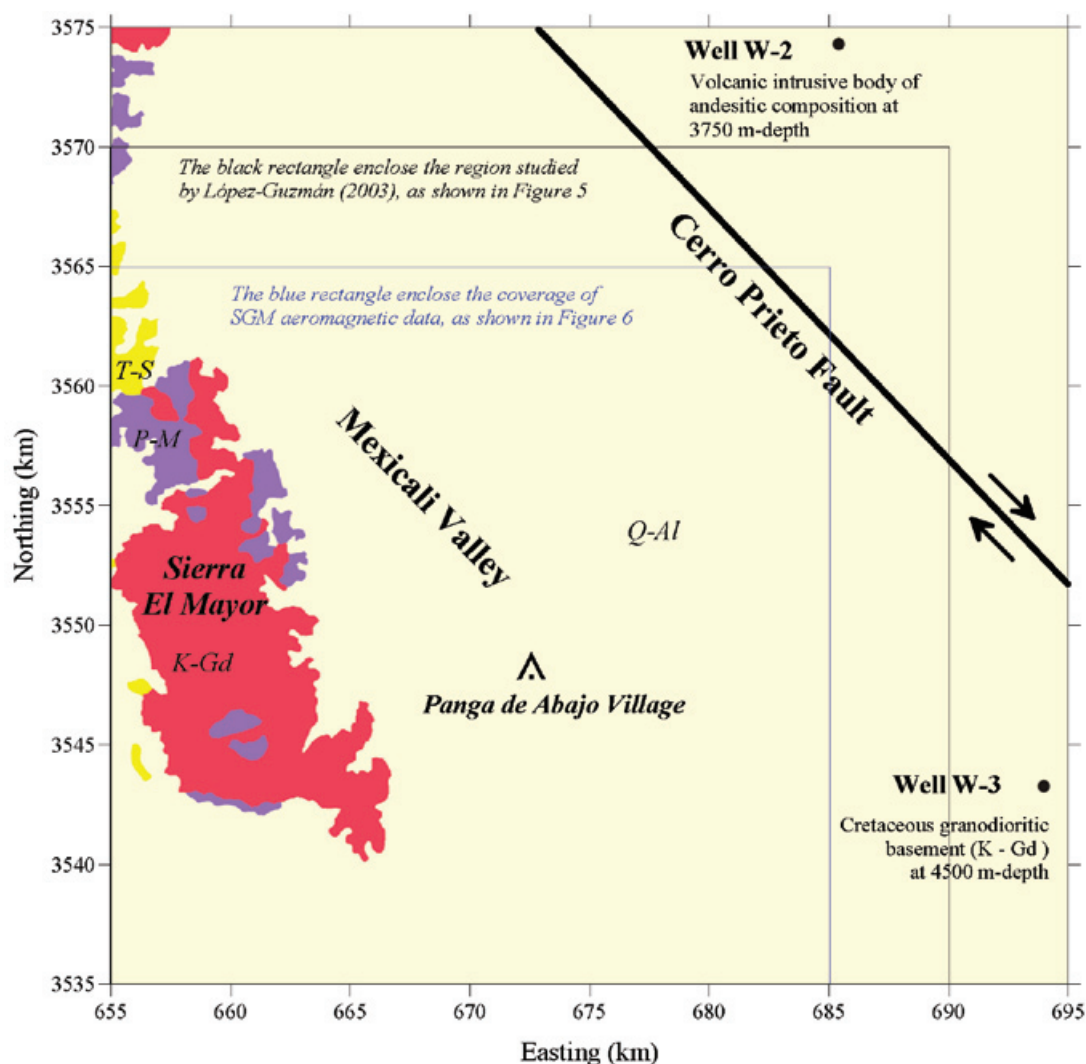 3575
3570
3565
3560
3555
3550
3545
3540
3535
Northing (km)
Well W-2
Volcanic intrusive body of
andesitic composition at
3750 m-depth
The black rectangle enclose the region studied
by López-Guzmán (2003), as shown in Figure 5
Cerro Prieto Fault
The blue rectangle enclose the coverage of
SGM aeromagnetic data, as shown in Figure 6
T-S
P-M
Mexicali Valley
Q-Al
Sierra
El Mayor
K-Gd
Panga de Abajo Village
Well W-3
Cretaceous granodioritic
basement (K - Gd )
at 4500 m-depth
655
660
665
670
675
680
685
690
695
Easting (km)